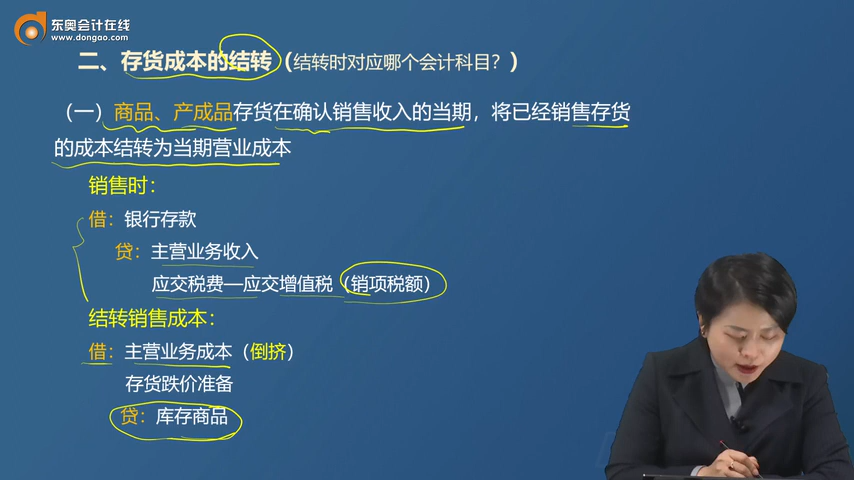 东奥会计在线
www.dongao.com
二、存货成本的结转（结转时对应哪个会计科目？）
（一）商品、产成品存货在确认销售收入的当期，将已经销售存货
的成本结转为当期营业成本
销售时：
借：银行存款
贷：主营业务收入
应交税费—应交增值税（销项税额）
结转销售成本：
借：主营业务成本（倒挤）
存货跌价准备
贷：库存商品